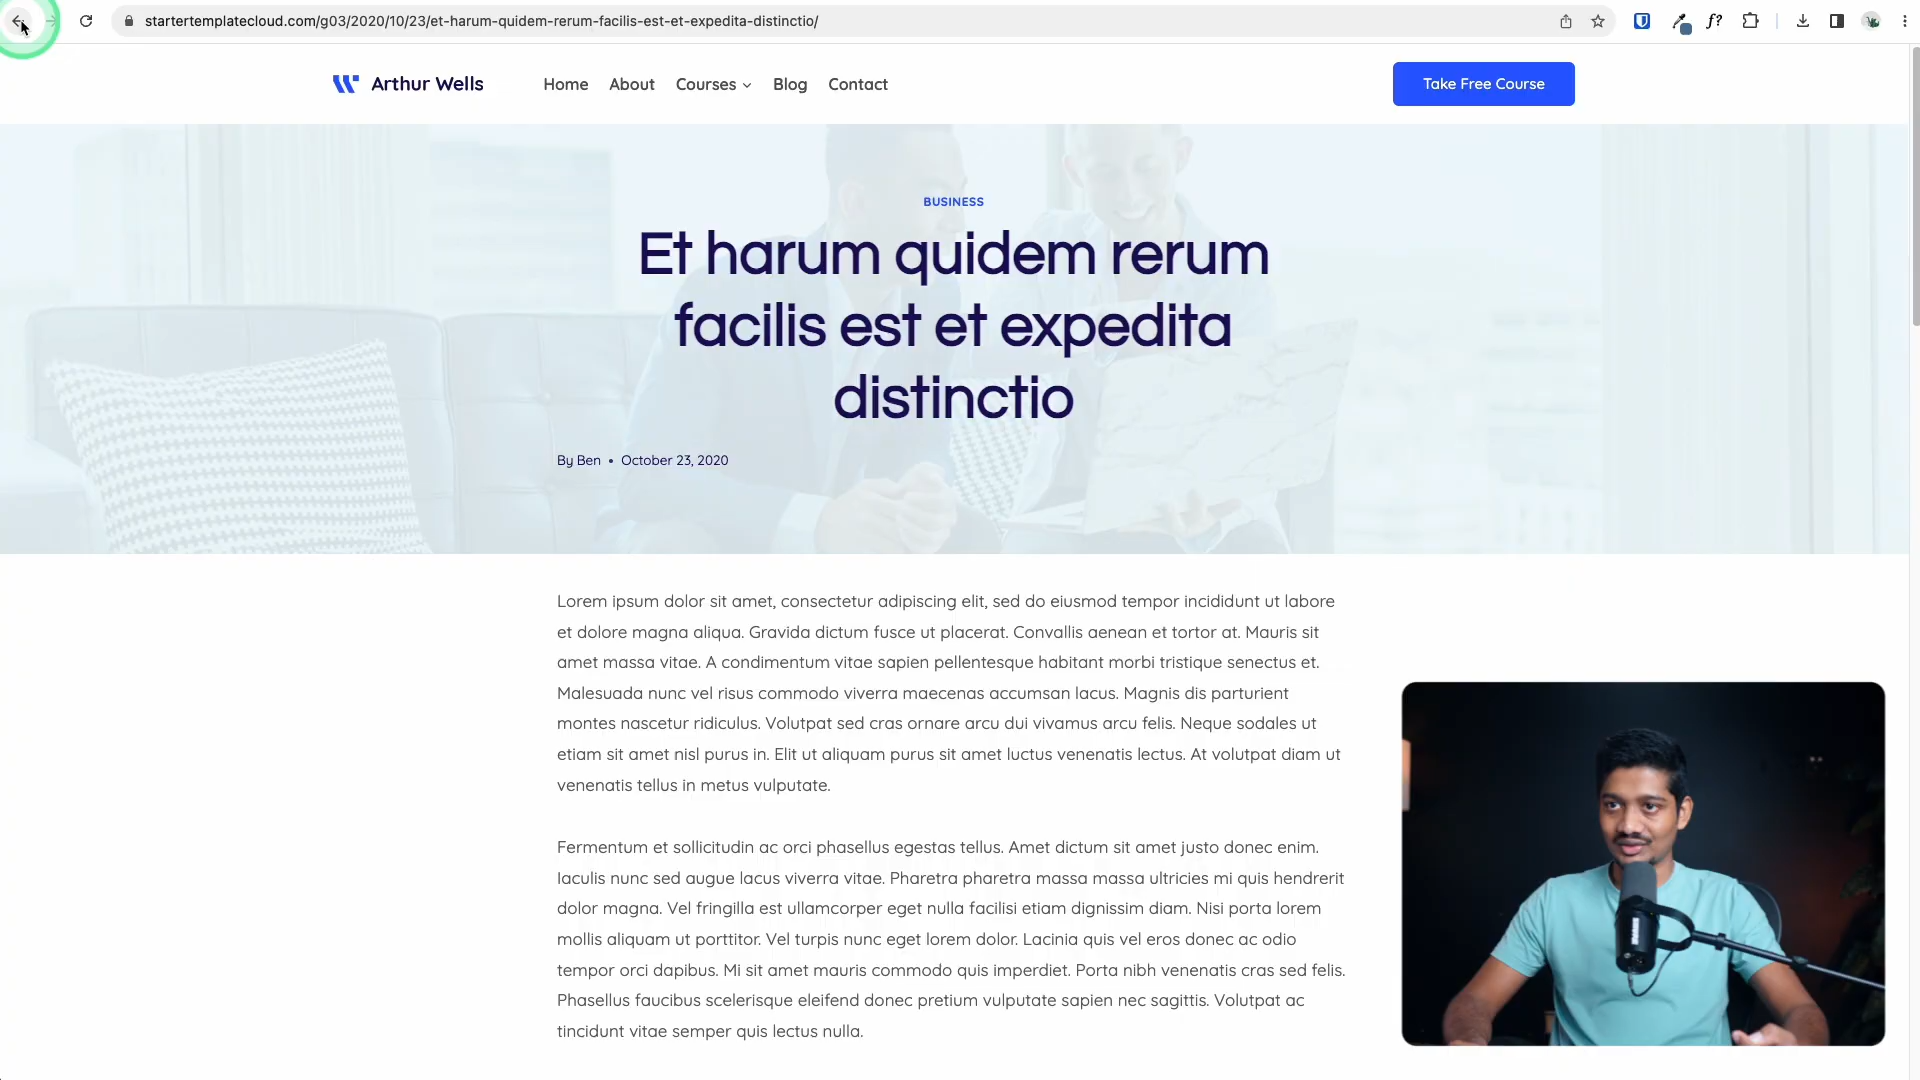 startertemplatecloud.com/g03/2020/10/23/et-harum-quidem-rerum-facilis-est-et-expedita-distinctio/
f?
Arthur Wells
Home
About
Courses
Blog
Contact
Take Free Course
BUSINESS
Et harum quidem rerum
facilis est et expedita
distinctio
By Ben • October 23, 2020
Lorem ipsum dolor sit amet, consectetur adipiscing elit, sed do eiusmod tempor incididunt ut labore
et dolore magna aliqua. Gravida dictum fusce ut placerat. Convallis aenean et tortor at. Mauris sit
amet massa vitae. A condimentum vitae sapien pellentesque habitant morbi tristique senectus et.
Malesuada nunc vel risus commodo viverra maecenas accumsan lacus. Magnis dis parturient
montes nascetur ridiculus. Volutpat sed cras ornare arcu dui vivamus arcu felis. Neque sodales ut
etiam sit amet nisl purus in. Elit ut aliquam purus sit amet luctus venenatis lectus. At volutpat diam ut
venenatis tellus in metus vulputate.
Fermentum et sollicitudin ac orci phasellus egestas tellus. Amet dictum sit amet justo donec enim.
Iaculis nunc sed augue lacus viverra vitae. Pharetra pharetra massa massa ultricies mi quis hendrerit
dolor magna. Vel fringilla est ullamcorper eget nulla facilisi etiam dignissim diam. Nisi porta lorem
mollis aliquam ut porttitor. Vel turpis nunc eget lorem dolor. Lacinia quis vel eros donec ac odio
tempor orci dapibus. Mi sit amet mauris commodo quis imperdiet. Porta nibh venenatis cras sed felis.
Phasellus faucibus scelerisque eleifend donec pretium vulputate sapien nec sagittis. Volutpat ac
tincidunt vitae semper quis lectus nulla.